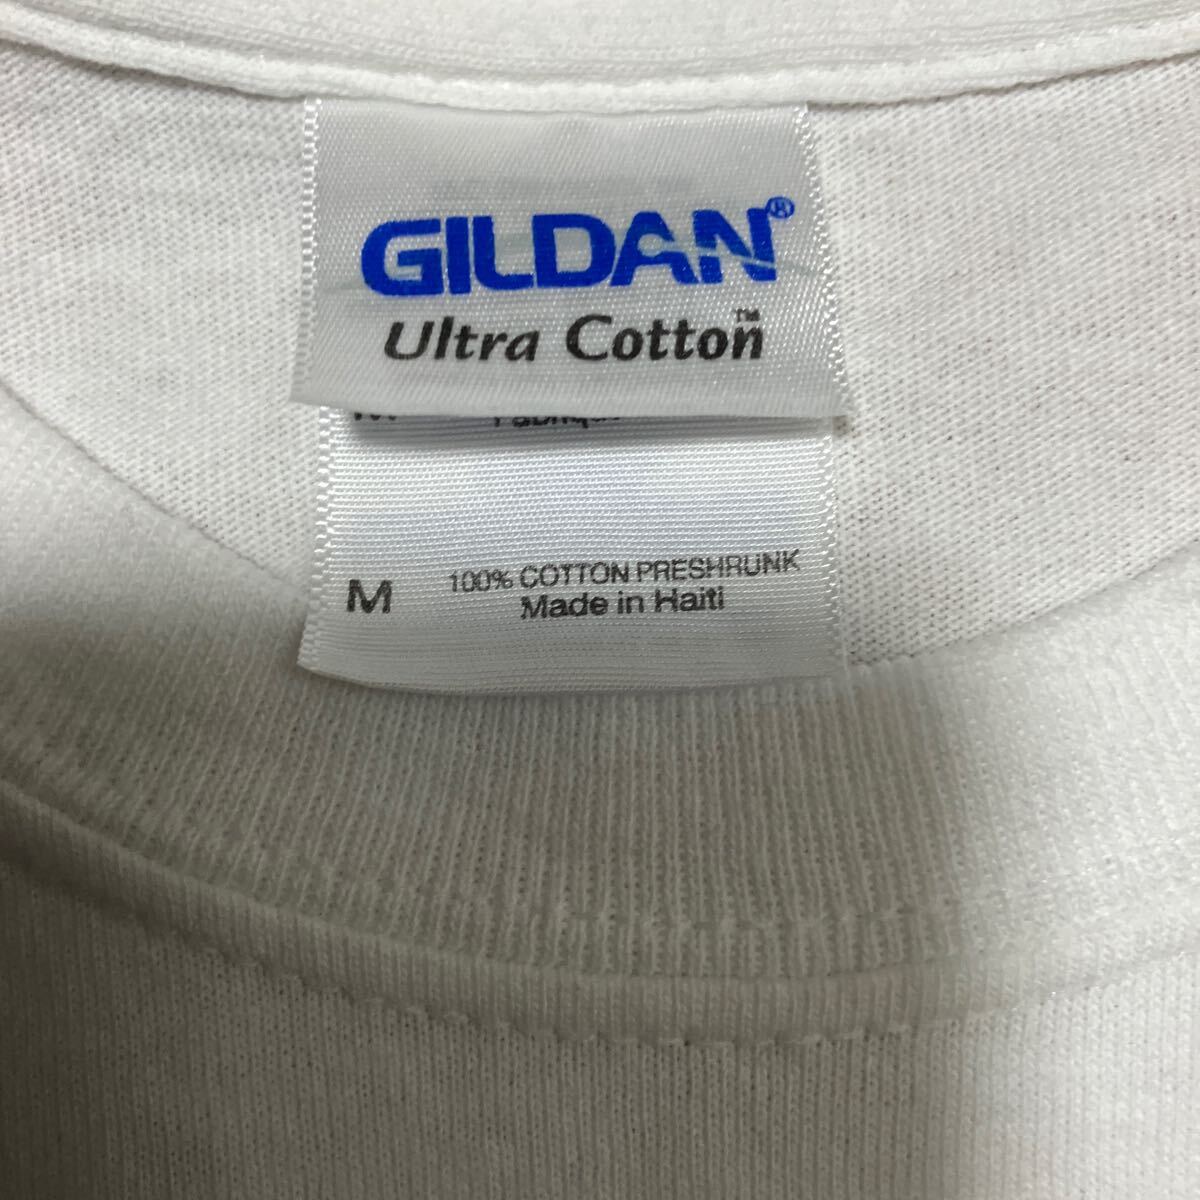 GILDAN®
Ultra Cotton™
M 100% COTTON PRESHRUNK
Made in Haiti